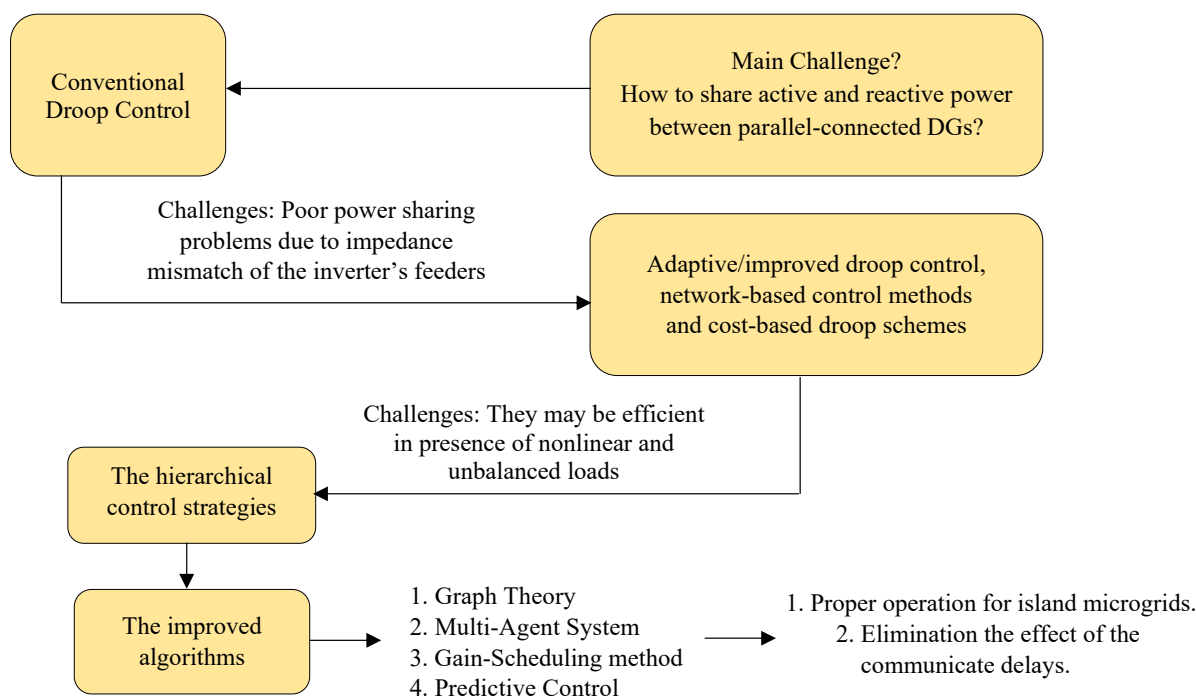 Conventional
Droop Control
Main Challenge?
How to share active and reactive power
between parallel-connected DGs?
Challenges: Poor power sharing
problems due to impedance
mismatch of the inverter’s feeders
Adaptive/improved droop control,
network-based control methods
and cost-based droop schemes
Challenges: They may be efficient
in presence of nonlinear and
unbalanced loads
The hierarchical
control strategies
The improved
algorithms
1. Graph Theory
2. Multi-Agent System
3. Gain-Scheduling method
4. Predictive Control
1. Proper operation for island microgrids.
2. Elimination the effect of the
communicate delays.